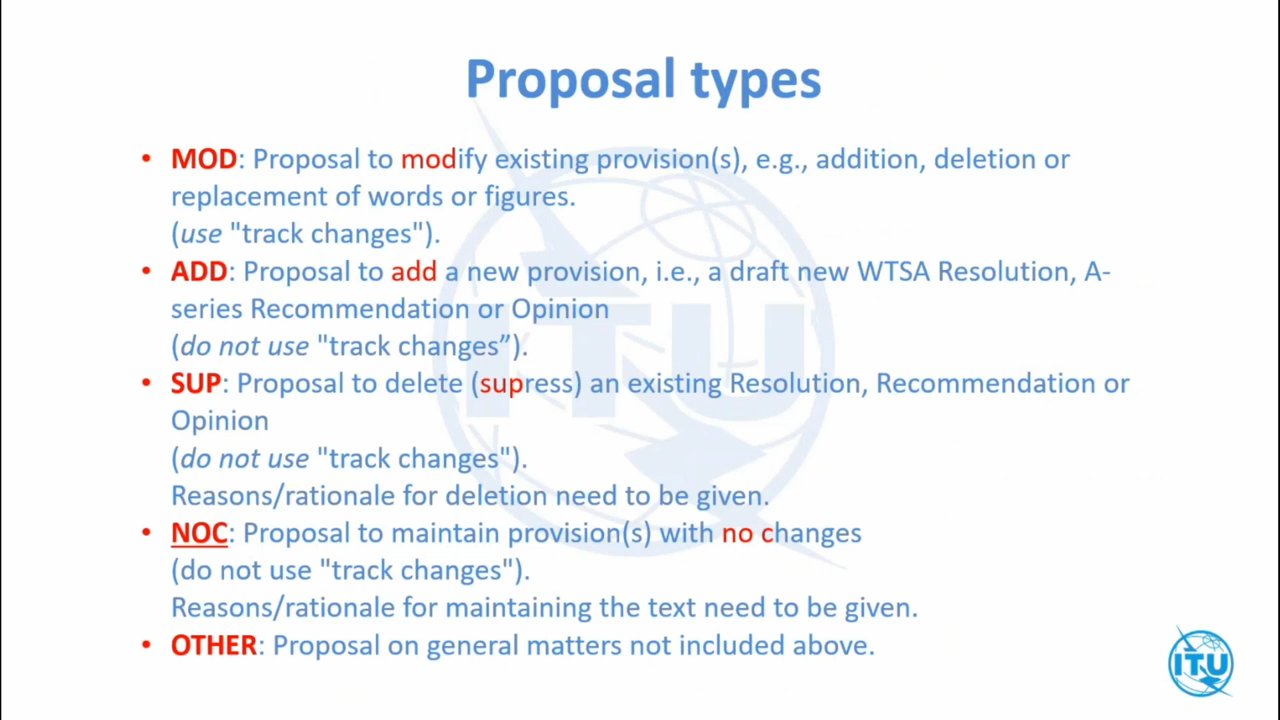 Proposal types
• MOD: Proposal to modify existing provision(s), e.g., addition, deletion or
replacement of words or figures.
(use "track changes").
• ADD: Proposal to add a new provision, i.e., a draft new WTSA Resolution, A-
series Recommendation or Opinion
(do not use "track changes”).
• SUP: Proposal to delete (supress) an existing Resolution, Recommendation or
Opinion
(do not use "track changes").
Reasons/rationale for deletion need to be given.
• NOC: Proposal to maintain provision(s) with no changes
(do not use "track changes").
Reasons/rationale for maintaining the text need to be given.
• OTHER: Proposal on general matters not included above.
ITU
ITU